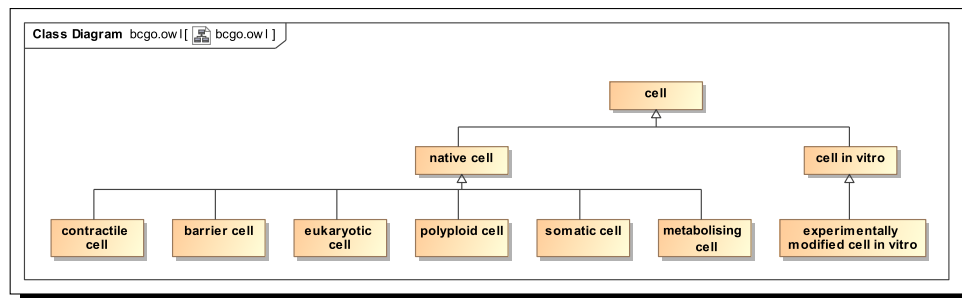 Class Diagram bcgo.owl[ bcgo.owl ]
cell
native cell
cell in vitro
contractile
cell
barrier cell
eukaryotic
cell
polyploid cell
somatic cell
metabolising
cell
experimentally
modified cell in vitro